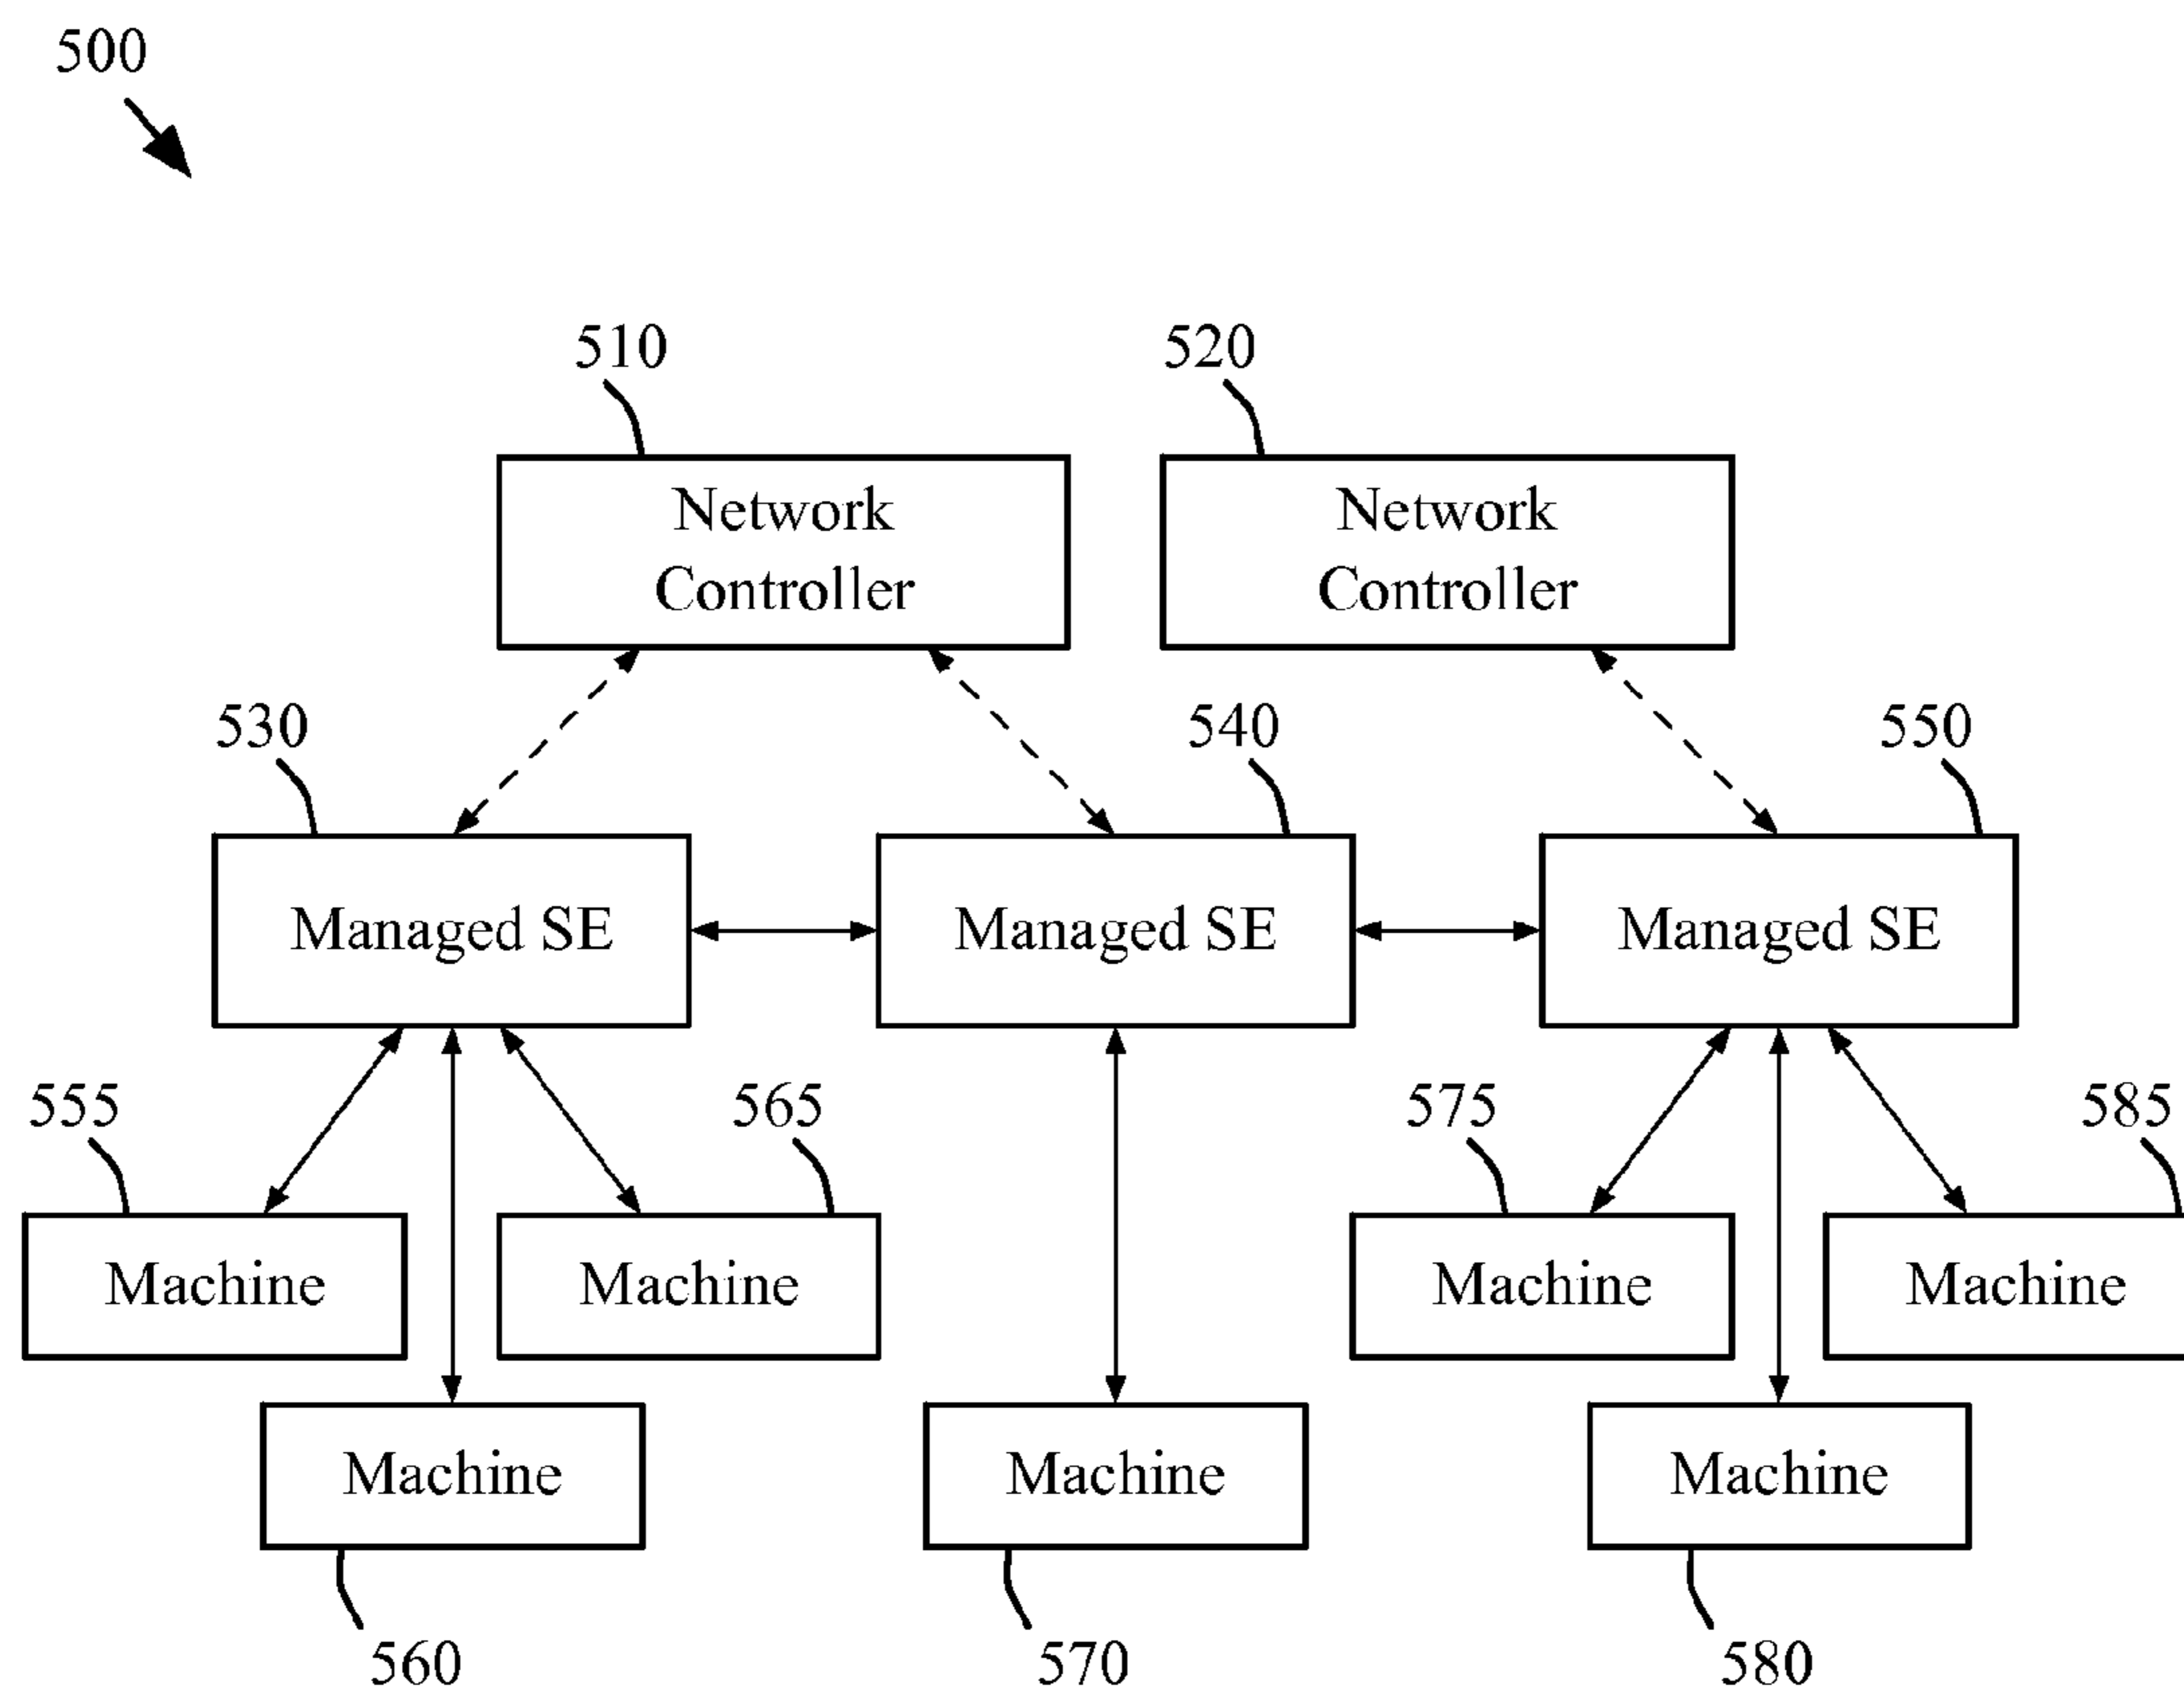 500
510
520
Network
Controller
Network
Controller
530
540
550
Managed SE
Managed SE
Managed SE
555
565
575
585
Machine
Machine
Machine
Machine
Machine
Machine
Machine
560
570
580